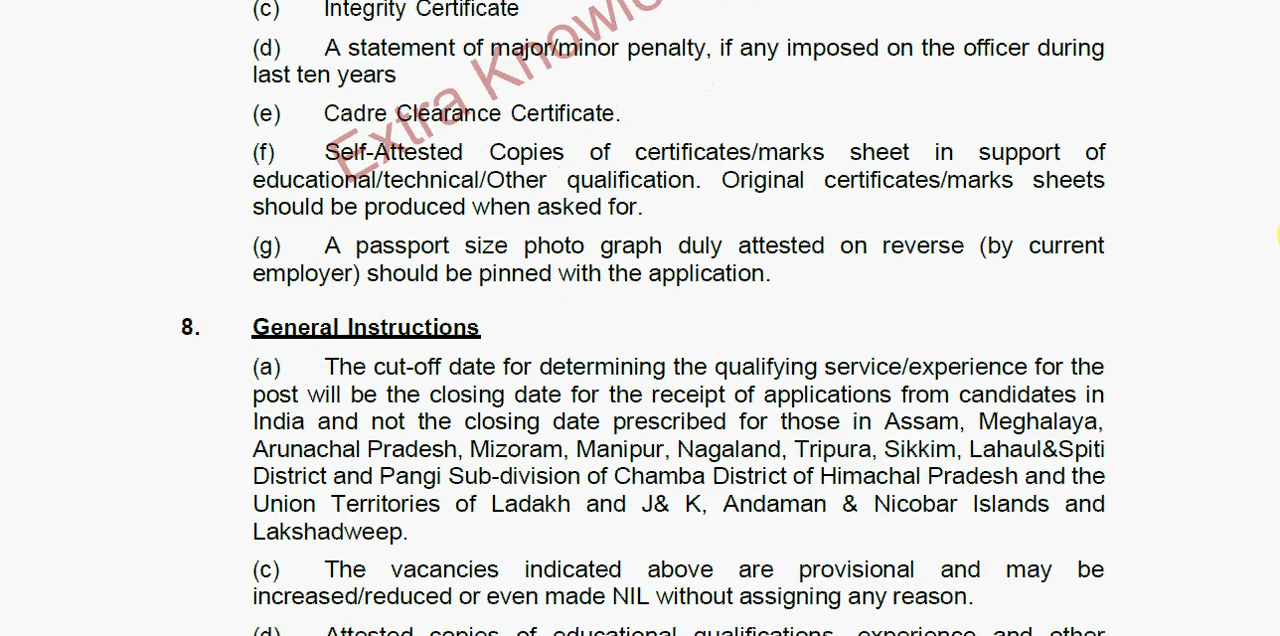 (c) Integrity Certificate
(d) A statement of major/minor penalty, if any imposed on the officer during
last ten years
(e) Cadre Clearance Certificate.
(f) Self-Attested Copies of certificates/marks sheet in support of
educational/technical/Other qualification. Original certificates/marks sheets
should be produced when asked for.
(g) A passport size photo graph duly attested on reverse (by current
employer) should be pinned with the application.
8. General Instructions
(a) The cut-off date for determining the qualifying service/experience for the
post will be the closing date for the receipt of applications from candidates in
India and not the closing date prescribed for those in Assam, Meghalaya,
Arunachal Pradesh, Mizoram, Manipur, Nagaland, Tripura, Sikkim, Lahaul&Spiti
District and Pangi Sub-division of Chamba District of Himachal Pradesh and the
Union Territories of Ladakh and J& K, Andaman & Nicobar Islands and
Lakshadweep.
(c) The vacancies indicated above are provisional and may be
increased/reduced or even made NIL without assigning any reason.
(d) Attested copies of educational qualifications, experience and other
Extra